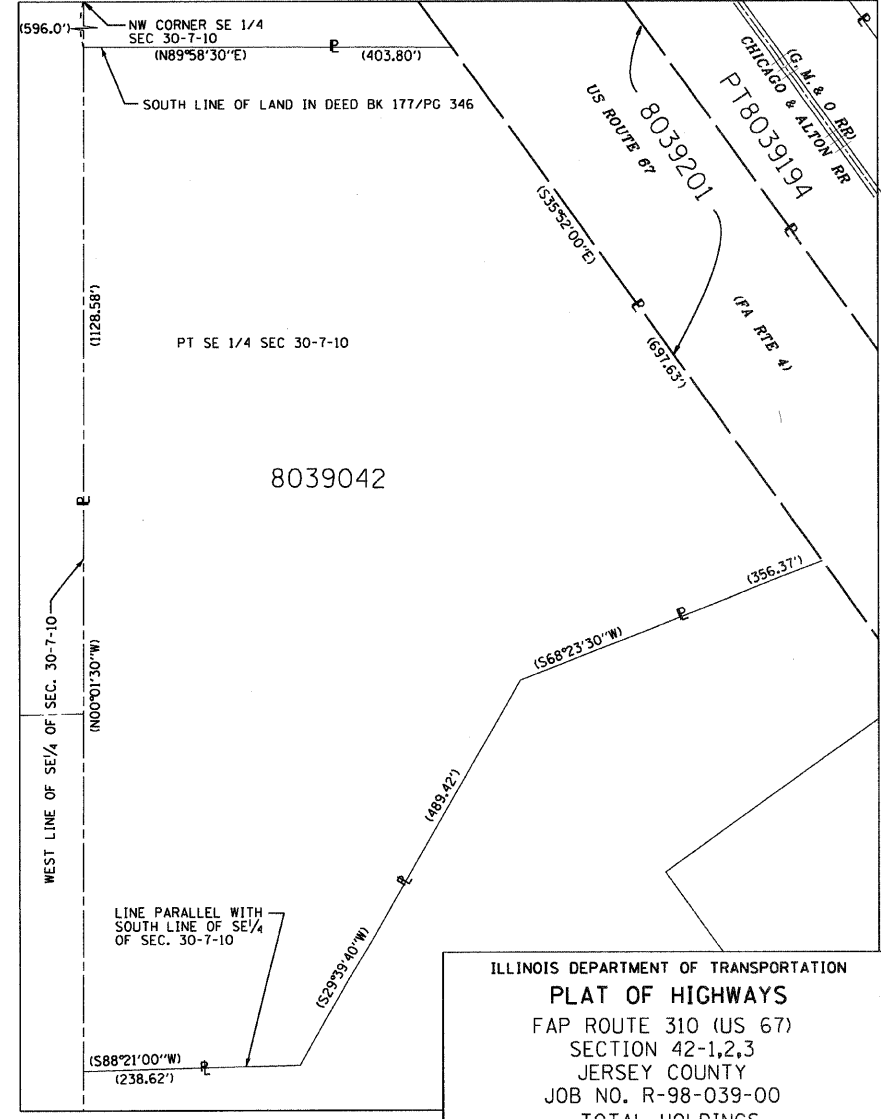 (596.0')
NW CORNER SE 1/4
SEC 30-7-10
(N89°58'30"E)
(403.80')
SOUTH LINE OF LAND IN DEED BK 177/PG 346
US ROUTE 67
8039201
PT8039194
CHICAGO & ALTON RR
(G. M. & O RR)
(S35°52'00"E)
(697.63')
(FA RTE 4)
(1128.58')
PT SE 1/4 SEC 30-7-10
8039042
(356.37')
(S68°23'30"W)
WEST LINE OF SE1/4 OF SEC. 30-7-10
(N00°01'30"W)
(489.42')
(S29°39'40"W)
LINE PARALLEL WITH
SOUTH LINE OF SE1/4
OF SEC. 30-7-10
(S88°21'00"W)
(238.62')
ILLINOIS DEPARTMENT OF TRANSPORTATION
PLAT OF HIGHWAYS
FAP ROUTE 310 (US 67)
SECTION 42-1,2,3
JERSEY COUNTY
JOB NO. R-98-039-00
TOTAL HOLDINGS